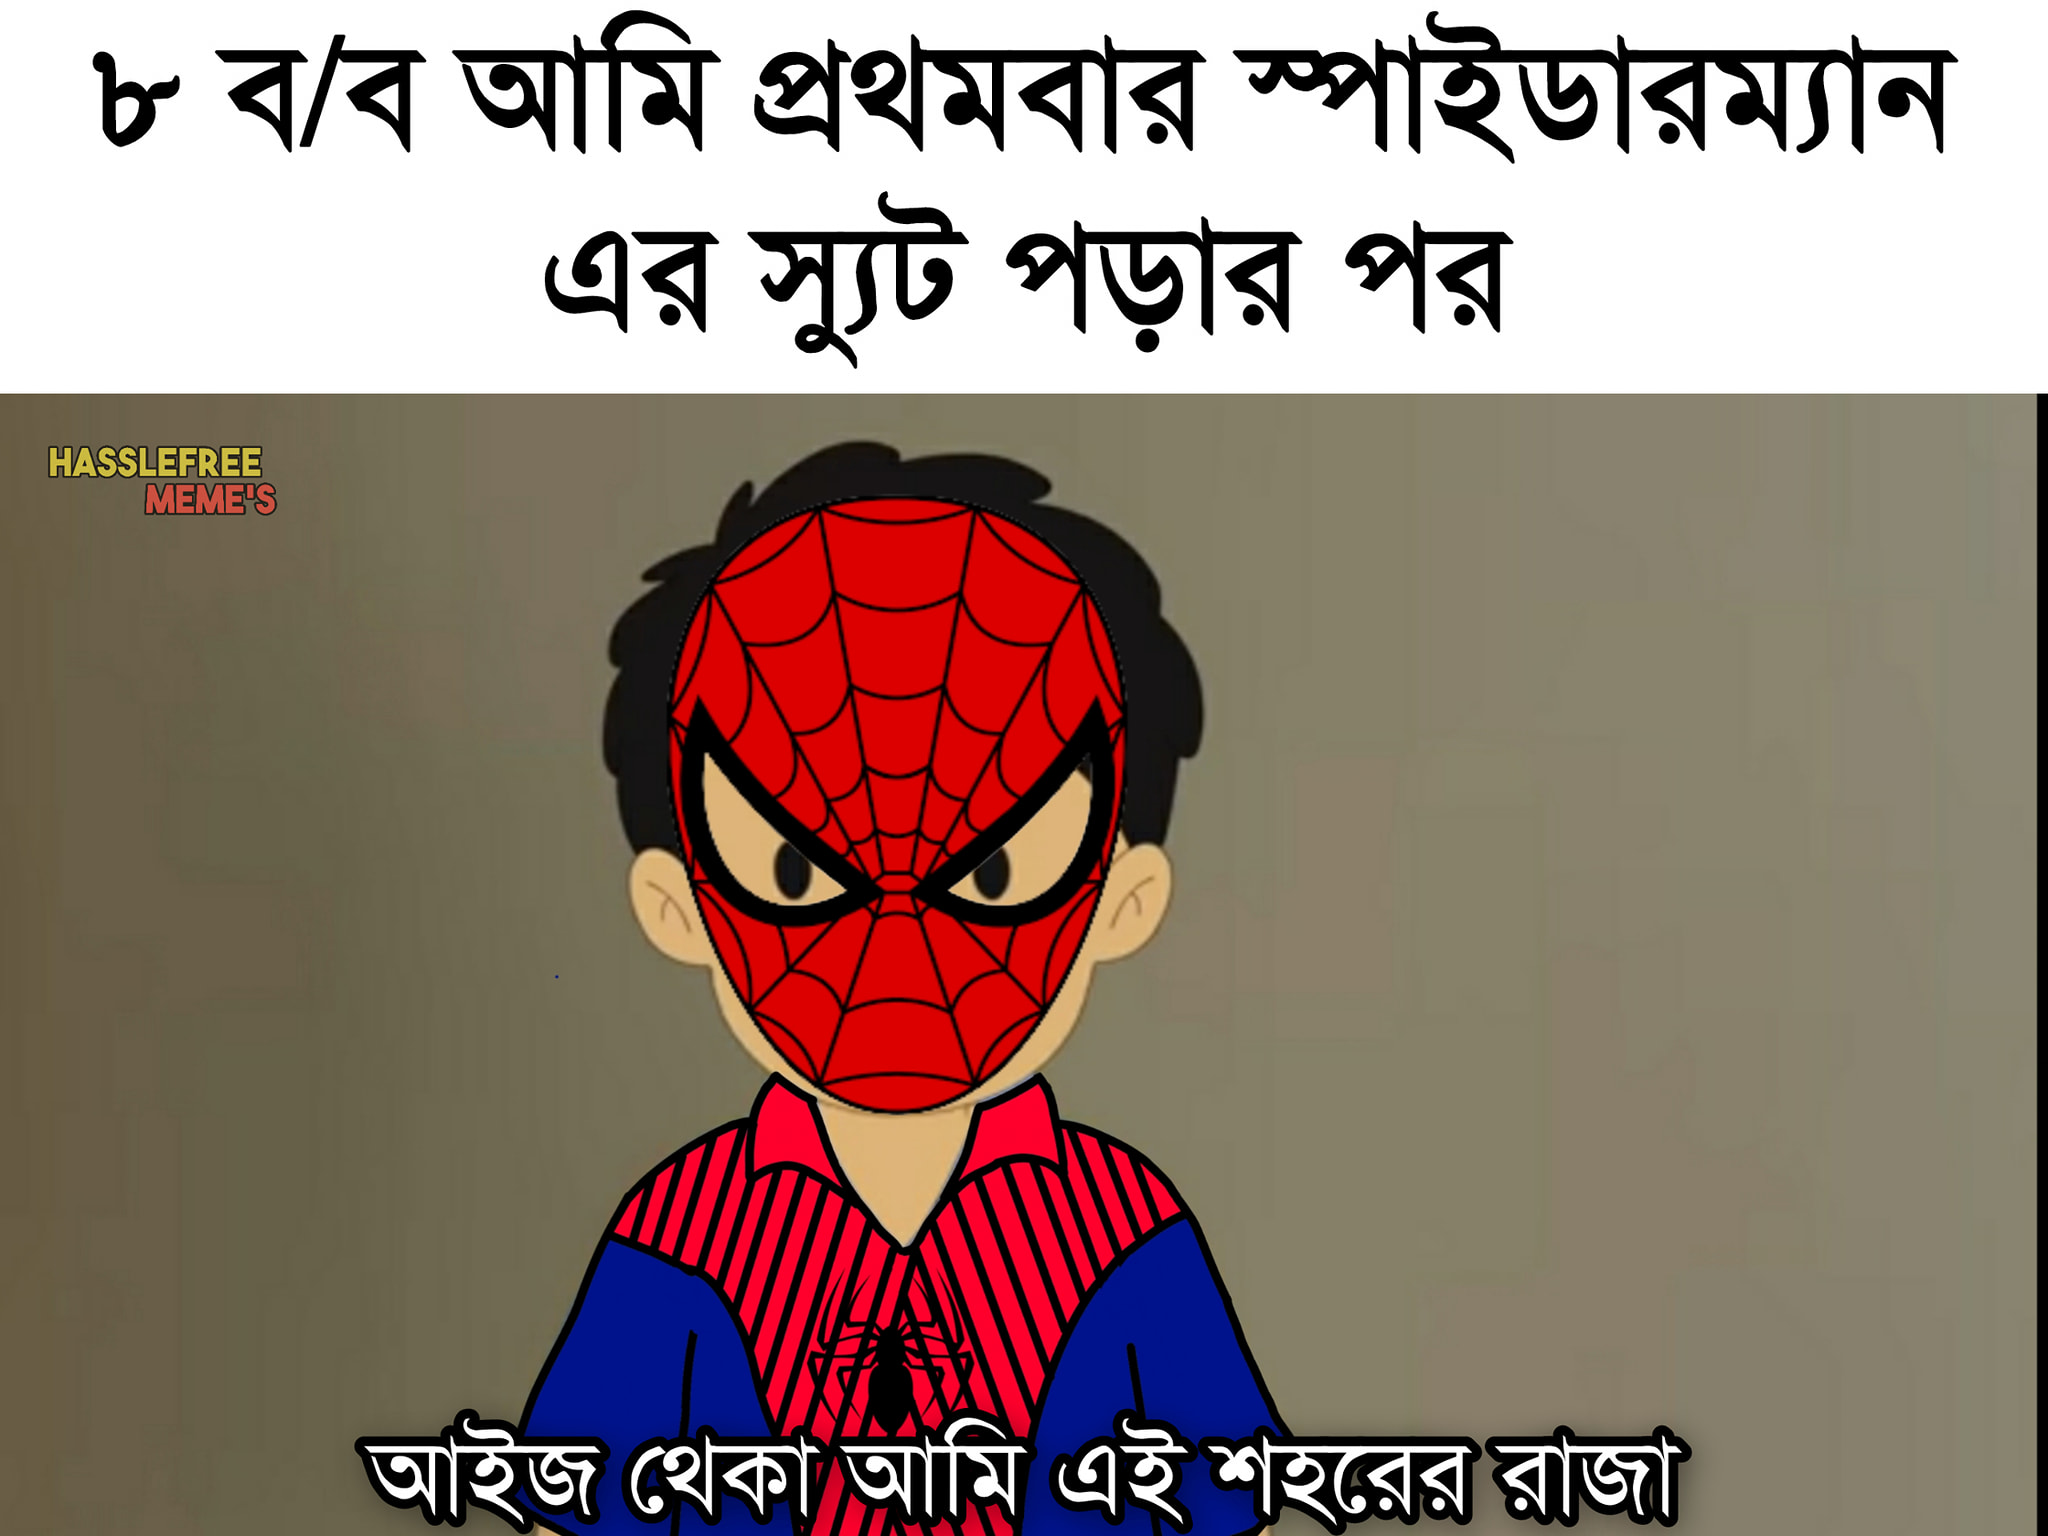 ৮ ব/ব আমি প্রথমবার স্পাইডারম্যান
এর স্যুট পড়ার পর
HASSLEFREE
MEME'S
আইজ থেকা আমি এই শহরের রাজা